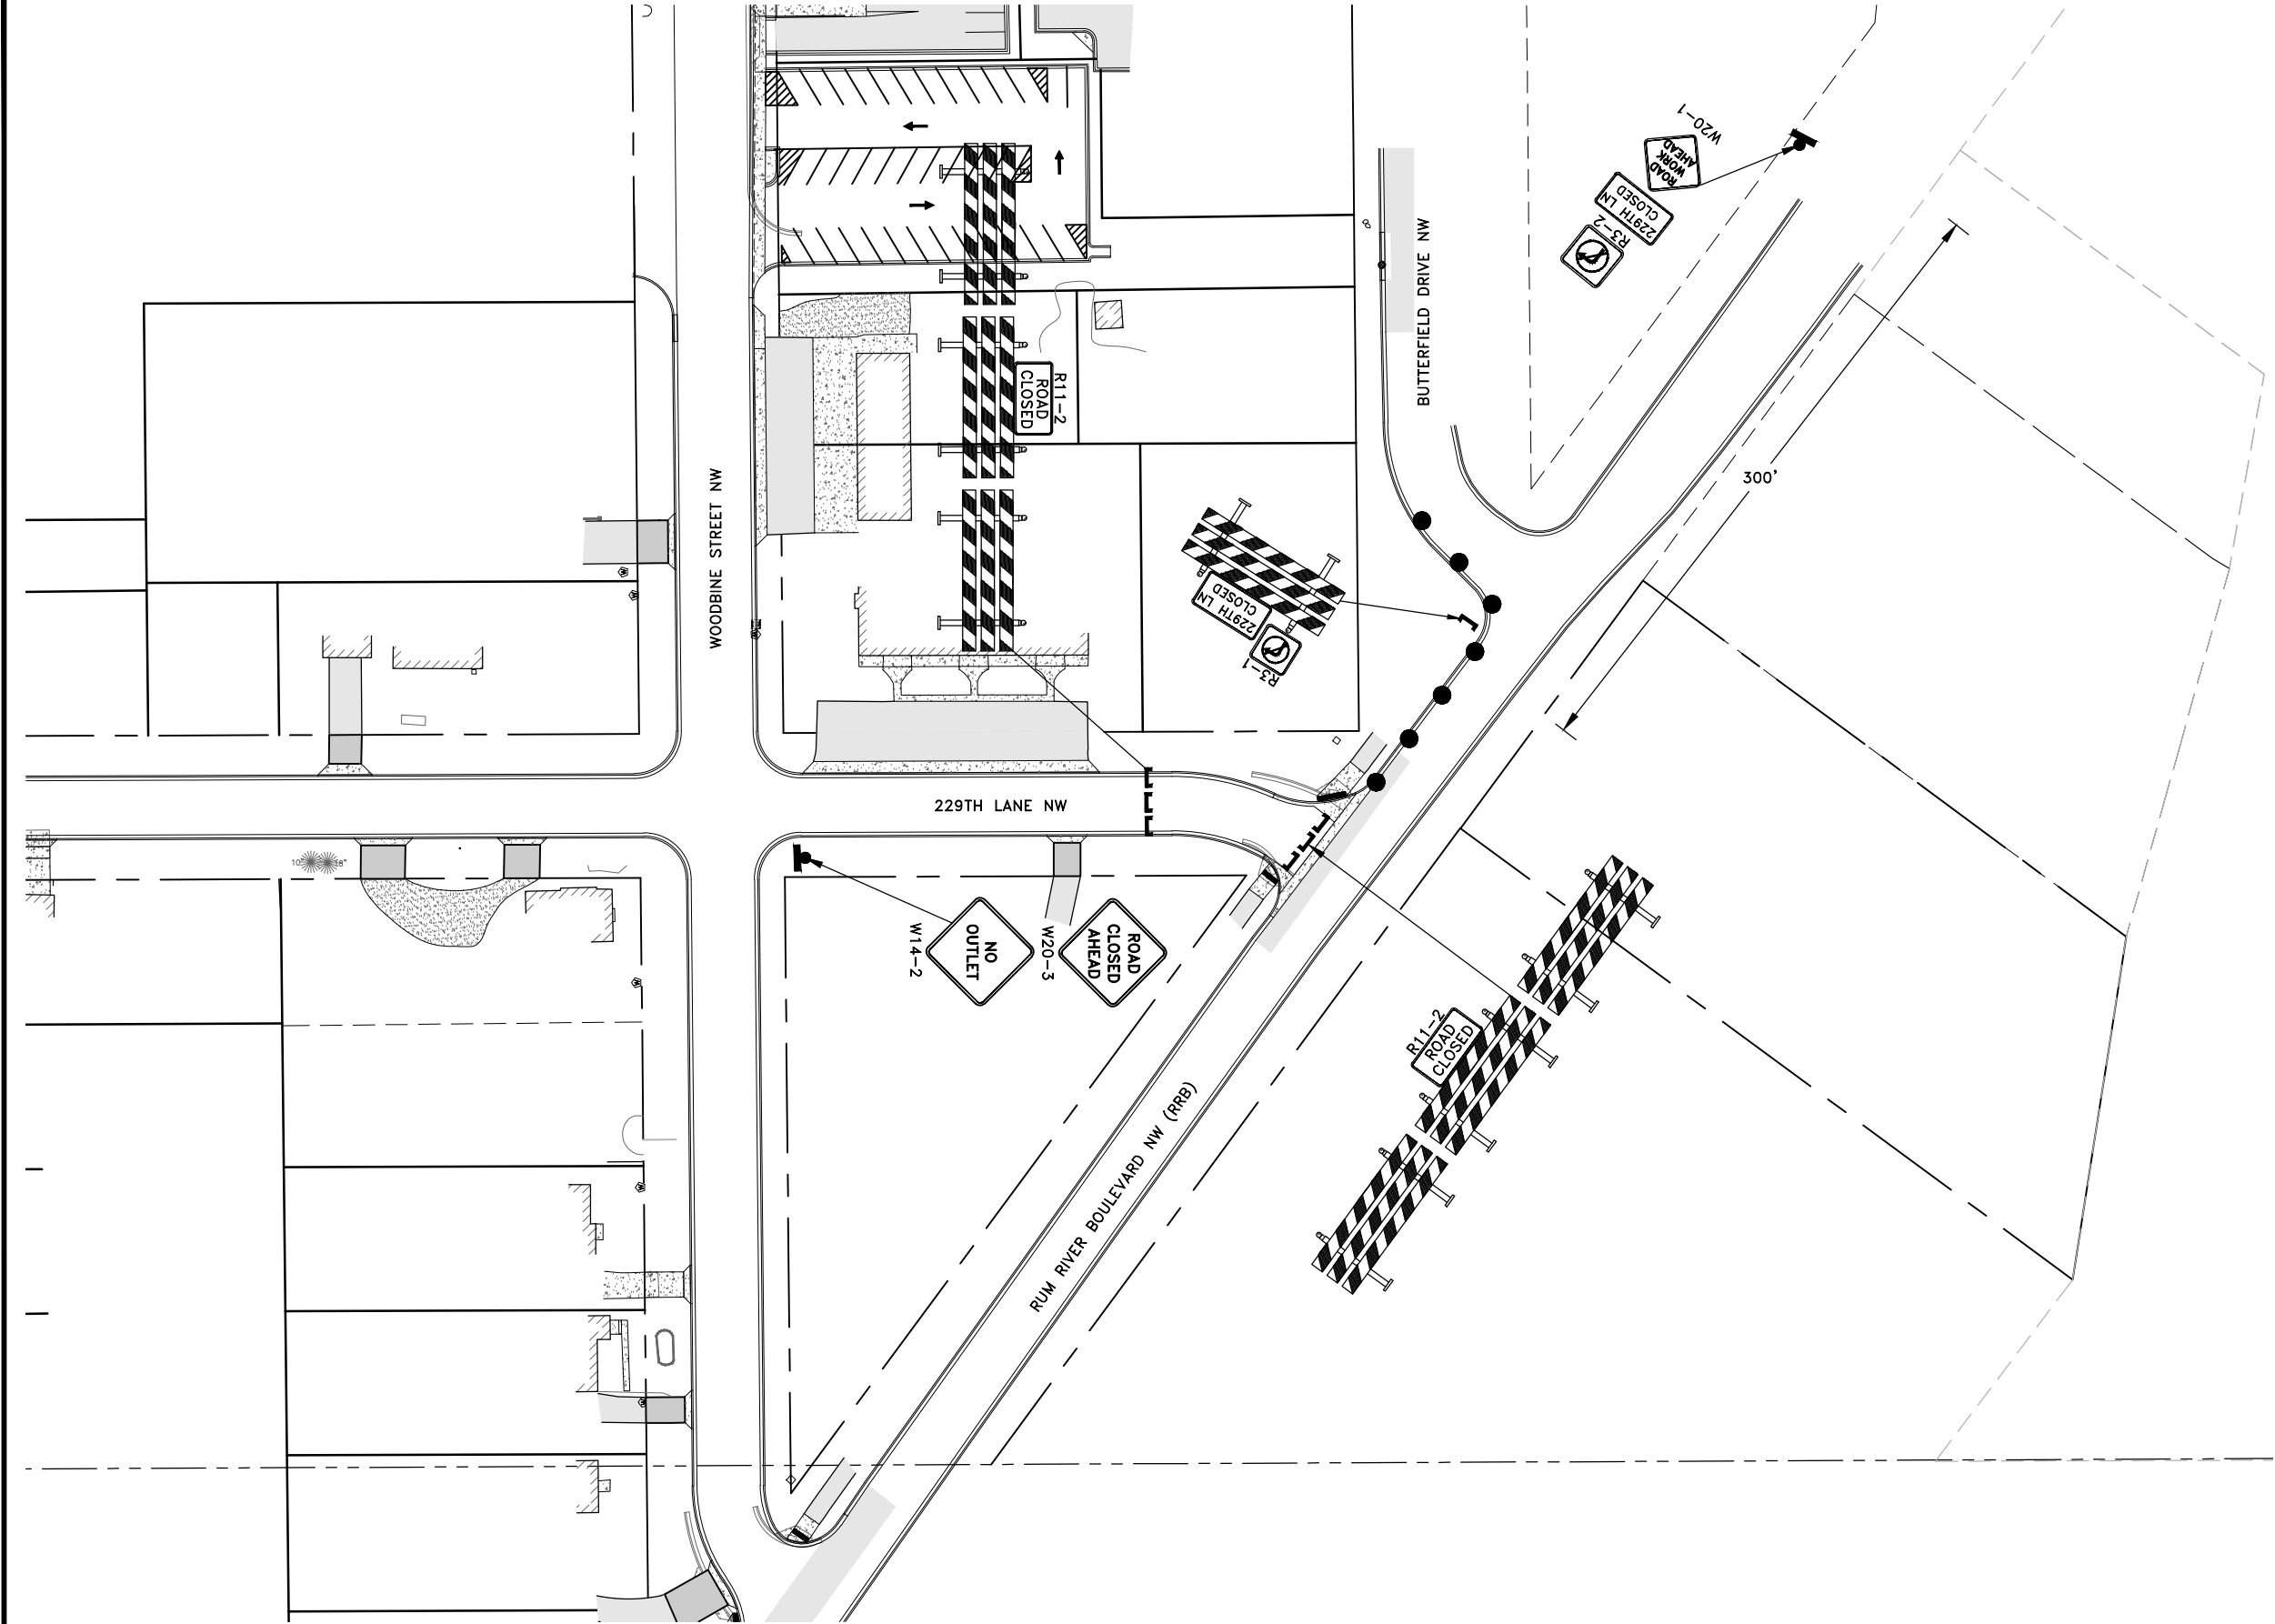 W20-1
ROAD
WORK
AHEAD
229TH LN
CLOSED
R3-2
BUTTERFIELD DRIVE NW
300'
R11-2
ROAD
CLOSED
WOODBINE STREET NW
229TH LN
CLOSED
R3-1
229TH LANE NW
10"
8"
NO
OUTLET
W14-2
ROAD
CLOSED
AHEAD
W20-3
R11-2
ROAD
CLOSED
RUM RIVER BOULEVARD NW (RRB)